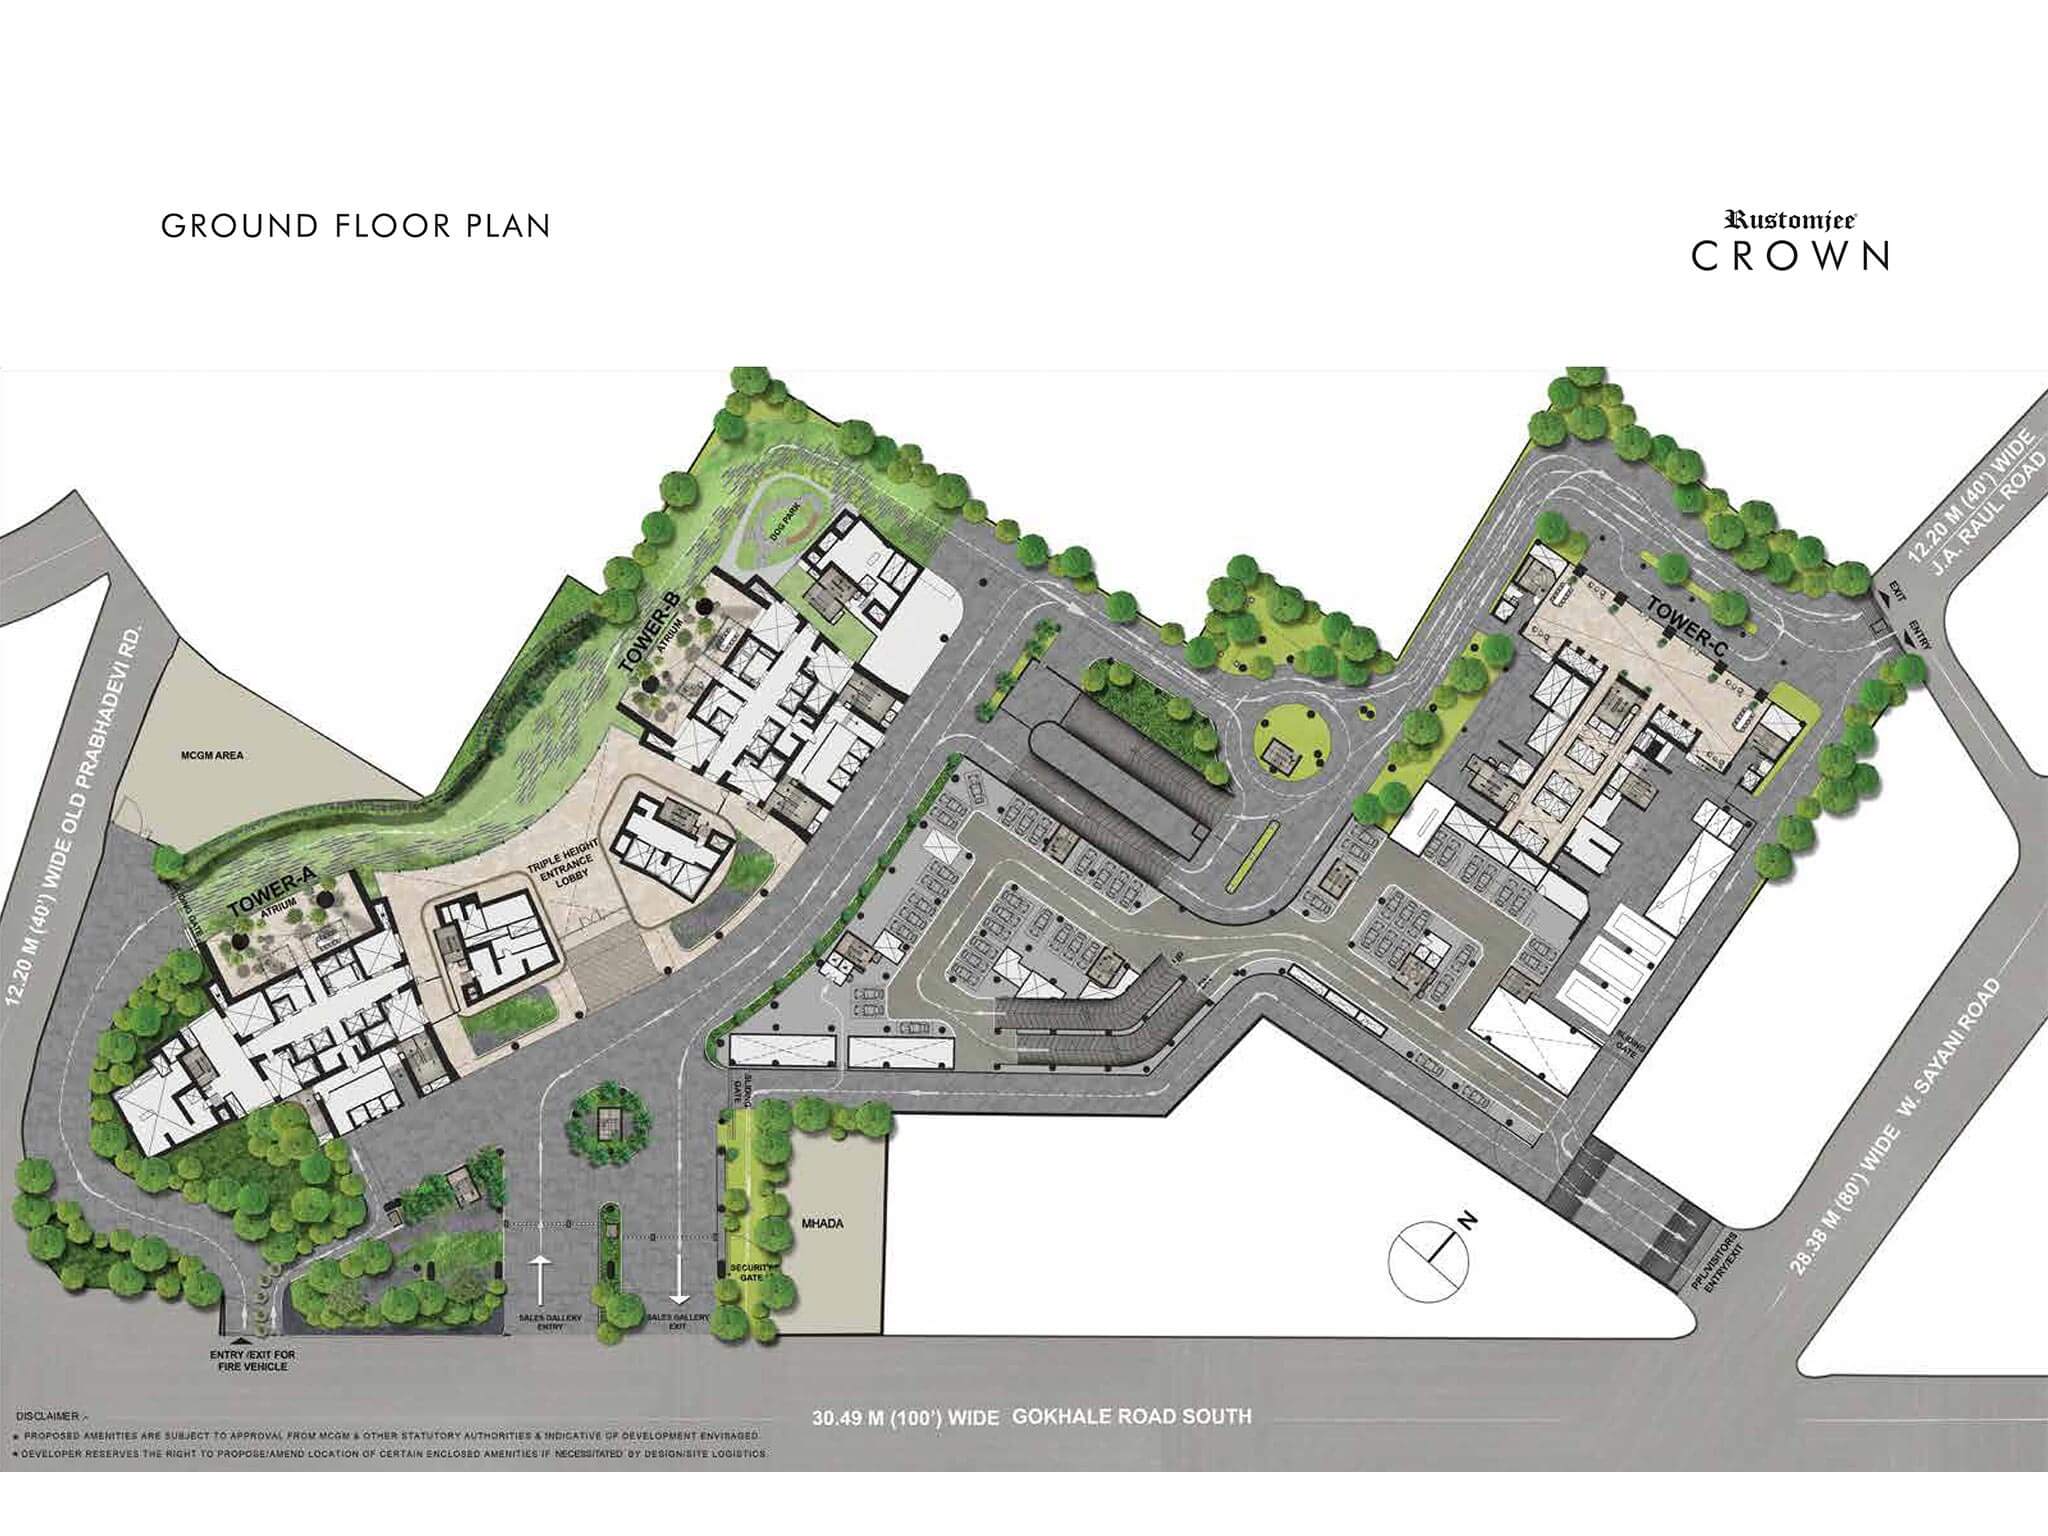 GROUND FLOOR PLAN
Rustomjee
CROWN
12.20 M (40') WIDE
J.A. RAUL ROAD
EXIT
ENTRY
DOG PARK
TOWER-B
ATRIUM
TOWER-C
12.20 M (40') WIDE OLD PRABHADEVI RD.
MCGM AREA
TRIPLE HEIGHT
ENTRANCE
LOBBY
TOWER-A
ATRIUM
SLIDING GATE
UP
SLIDING
GATE
SLIDING
GATE
28.38 M (80') WIDE W. SAYANI ROAD
N
MHADA
PPL/VISITORS
ENTRY/EXIT
SECURITY
GATE
SALES GALLERY
ENTRY
SALES GALLERY
EXIT
ENTRY /EXIT FOR
FIRE VEHICLE
30.49 M (100') WIDE GOKHALE ROAD SOUTH
DISCLAIMER :-
★ PROPOSED AMENITIES ARE SUBJECT TO APPROVAL FROM MCGM & OTHER STATUTORY AUTHORITIES & INDICATIVE OF DEVELOPMENT ENVISAGED.
★ DEVELOPER RESERVES THE RIGHT TO PROPOSE/AMEND LOCATION OF CERTAIN ENCLOSED AMENITIES IF NECESSITATED BY DESIGN/SITE LOGISTICS.